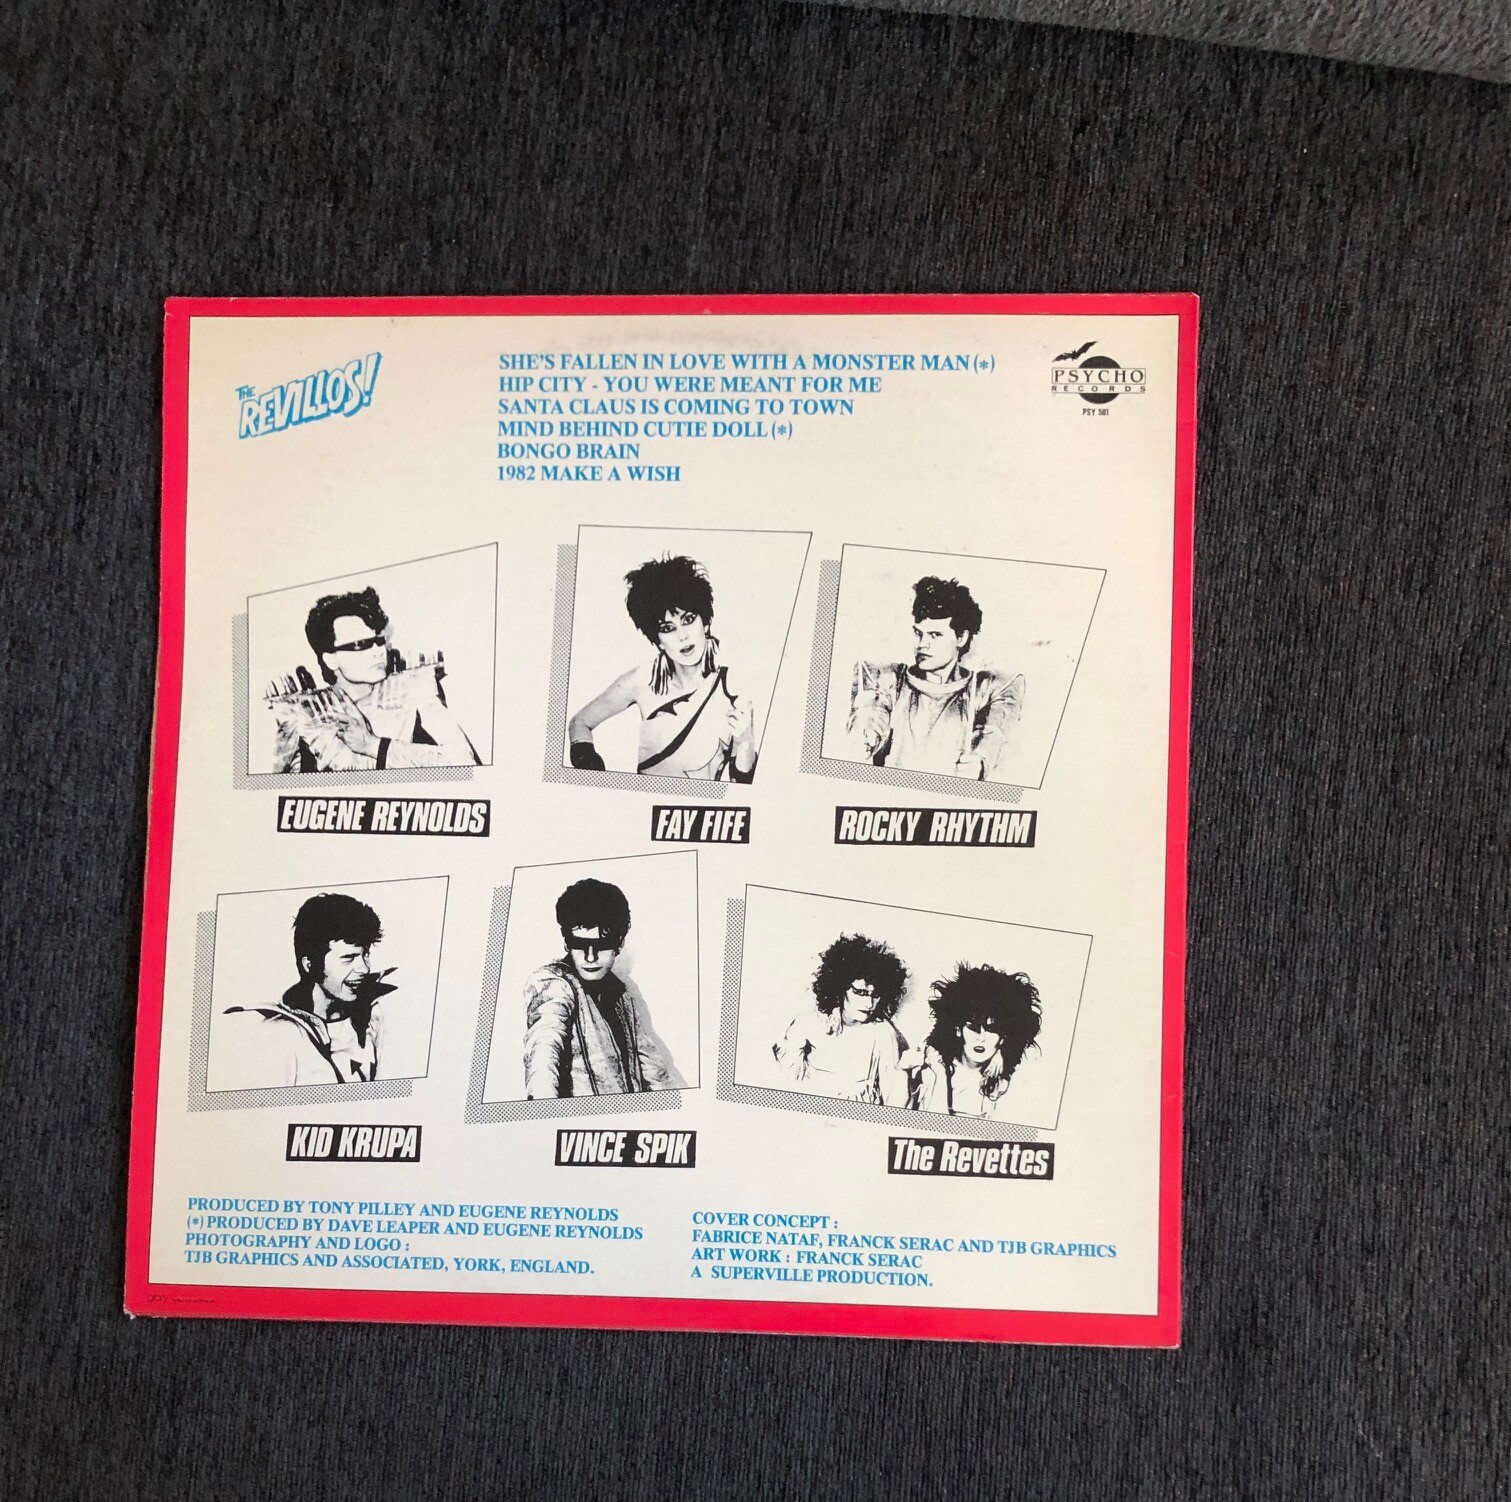 THE
REVILLOS!
SHE'S FALLEN IN LOVE WITH A MONSTER MAN (*)
HIP CITY - YOU WERE MEANT FOR ME
SANTA CLAUS IS COMING TO TOWN
MIND BEHIND CUTIE DOLL (*)
BONGO BRAIN
1982 MAKE A WISH
PSYCHO
RECORDS
PSY 501
EUGENE REYNOLDS
FAY FIFE
ROCKY RHYTHM
KID KRUPA
VINCE SPIK
The Revettes
PRODUCED BY TONY PILLEY AND EUGENE REYNOLDS
(*) PRODUCED BY DAVE LEAPER AND EUGENE REYNOLDS
PHOTOGRAPHY AND LOGO :
TJB GRAPHICS AND ASSOCIATED, YORK, ENGLAND.
COVER CONCEPT :
FABRICE NATAF, FRANCK SERAC AND TJB GRAPHICS
ART WORK : FRANCK SERAC
A SUPERVILLE PRODUCTION.